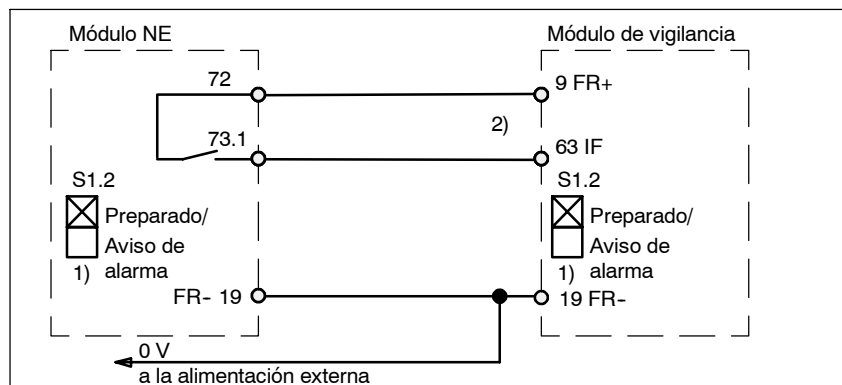 Módulo NE
Módulo de vigilancia
72
9 FR+
2)
73.1
63 IF
S1.2
Preparado/
Aviso de
1) alarma
S1.2
Preparado/
Aviso de
1) alarma
FR- 19
19 FR-
0 V
a la alimentación externa